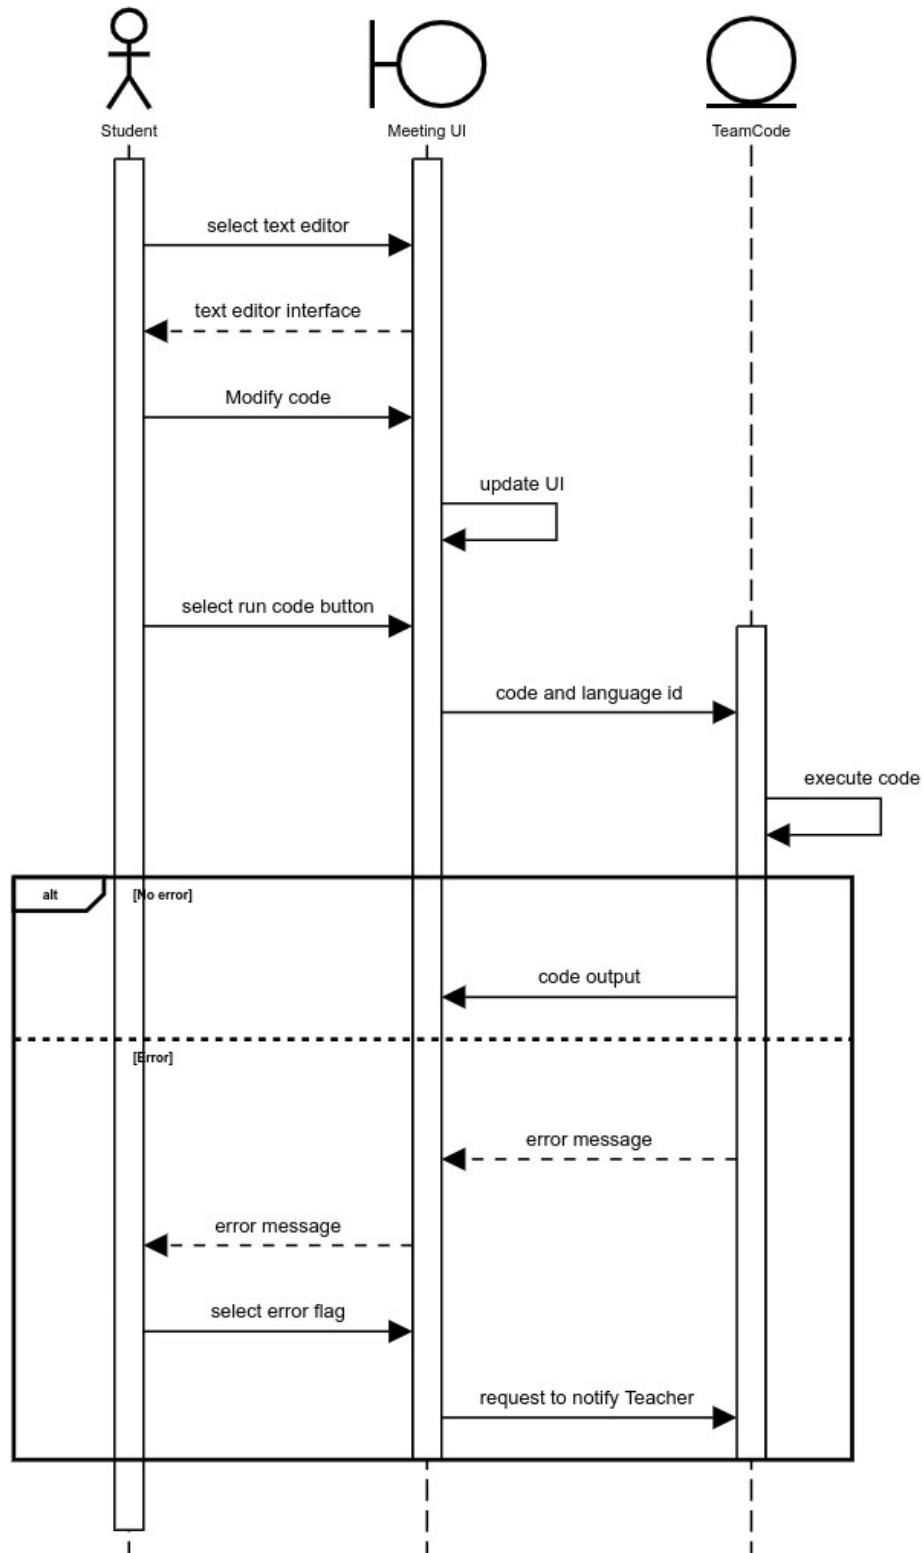 Student
Meeting UI
TeamCode
select text editor
text editor interface
Modify code
update UI
select run code button
code and language id
execute code
alt
[No error]
code output
[Error]
error message
error message
select error flag
request to notify Teacher